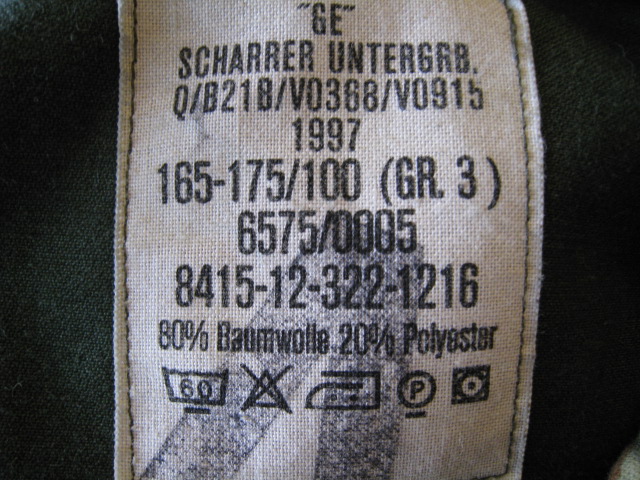 "GE"
SCHARRER UNTERGRB.
Q/B21B/V0368/V0915
1997
165-175/100 (GR. 3)
6575/0005
8415-12-322-1216
80% Baumwolle 20% Polyester
60 P